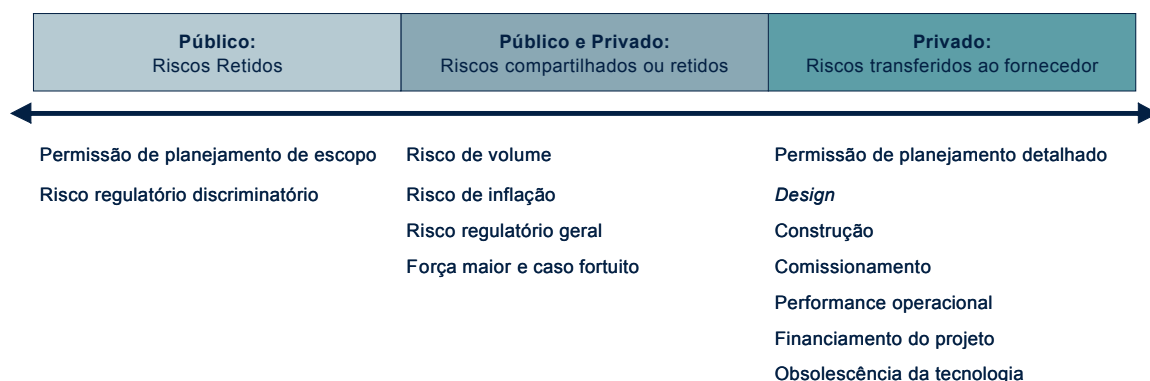 Público:
Riscos Retidos
Público e Privado:
Riscos compartilhados ou retidos
Privado:
Riscos transferidos ao fornecedor
Permissão de planejamento de escopo
Risco regulatório discriminatório
Risco de volume
Risco de inflação
Risco regulatório geral
Força maior e caso fortuito
Permissão de planejamento detalhado
Design
Construção
Comissionamento
Performance operacional
Financiamento do projeto
Obsolescência da tecnologia